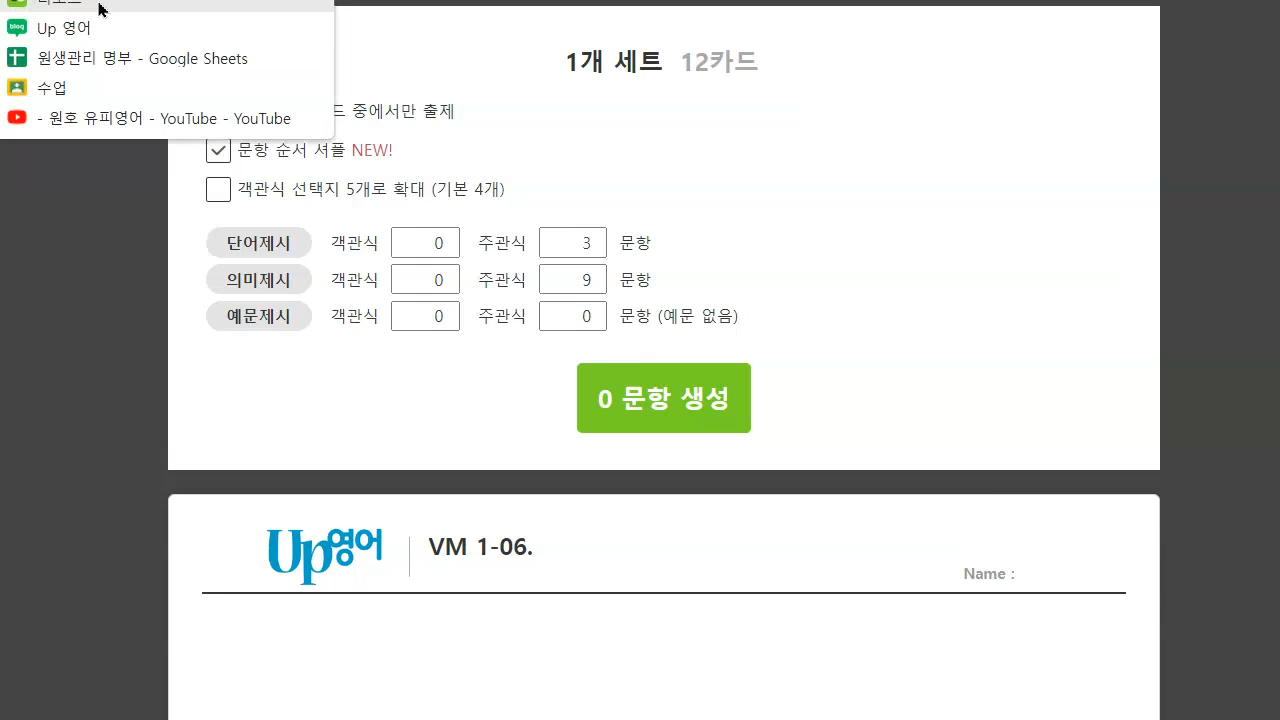 blog Up 영어
원생관리 명부 - Google Sheets
수업
- 원호 유피영어 - YouTube - YouTube
1개 세트 12카드
드 중에서만 출제
문항 순서 셔플 NEW!
객관식 선택지 5개로 확대 (기본 4개)
단어제시 객관식 0 주관식 3 문항
의미제시 객관식 0 주관식 9 문항
예문제시 객관식 0 주관식 0 문항 (예문 없음)
0 문항 생성
Up영어 VM 1-06.
Name :